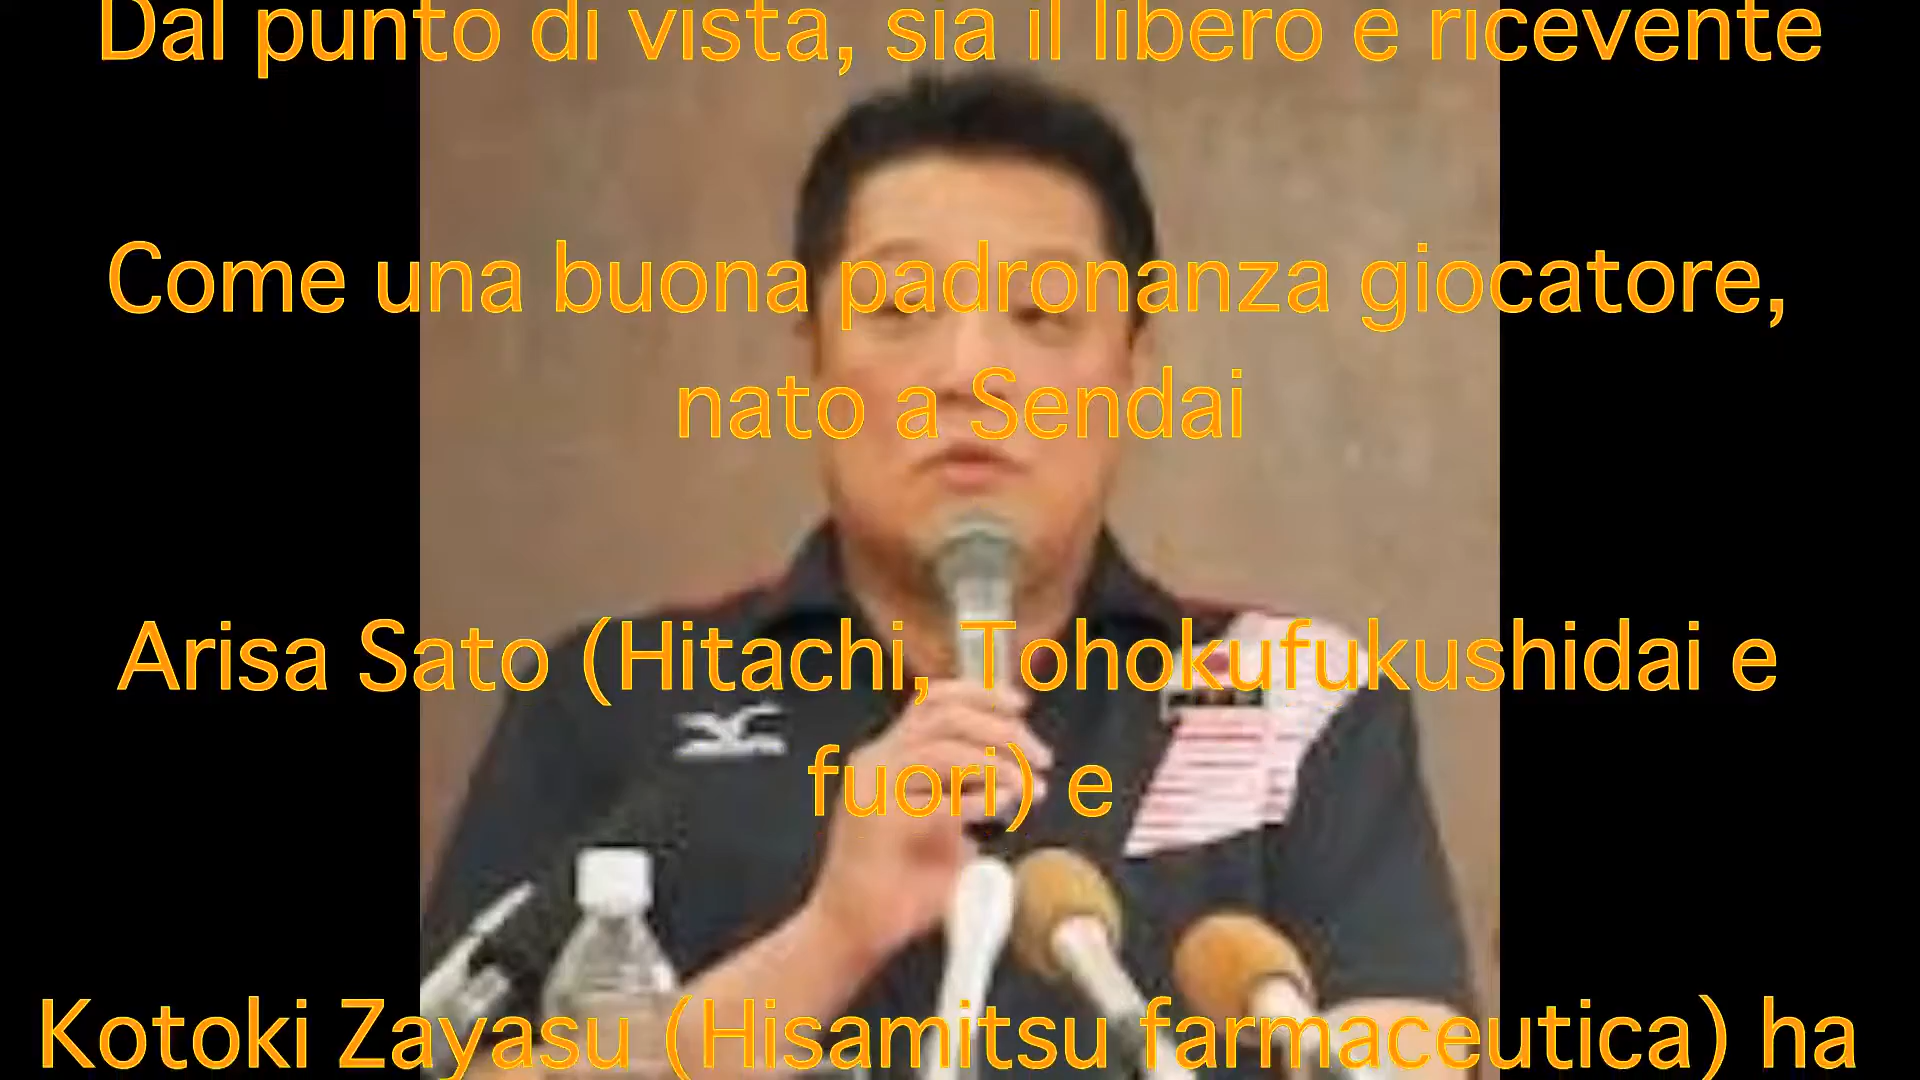 Dal punto di vista, sia il libero e ricevente
Come una buona padronanza giocatore,
nato a Sendai
Arisa Sato (Hitachi, Tohokufukushidai e
fuori) e
Kotoki Zayasu (Hisamitsu farmaceutica) ha